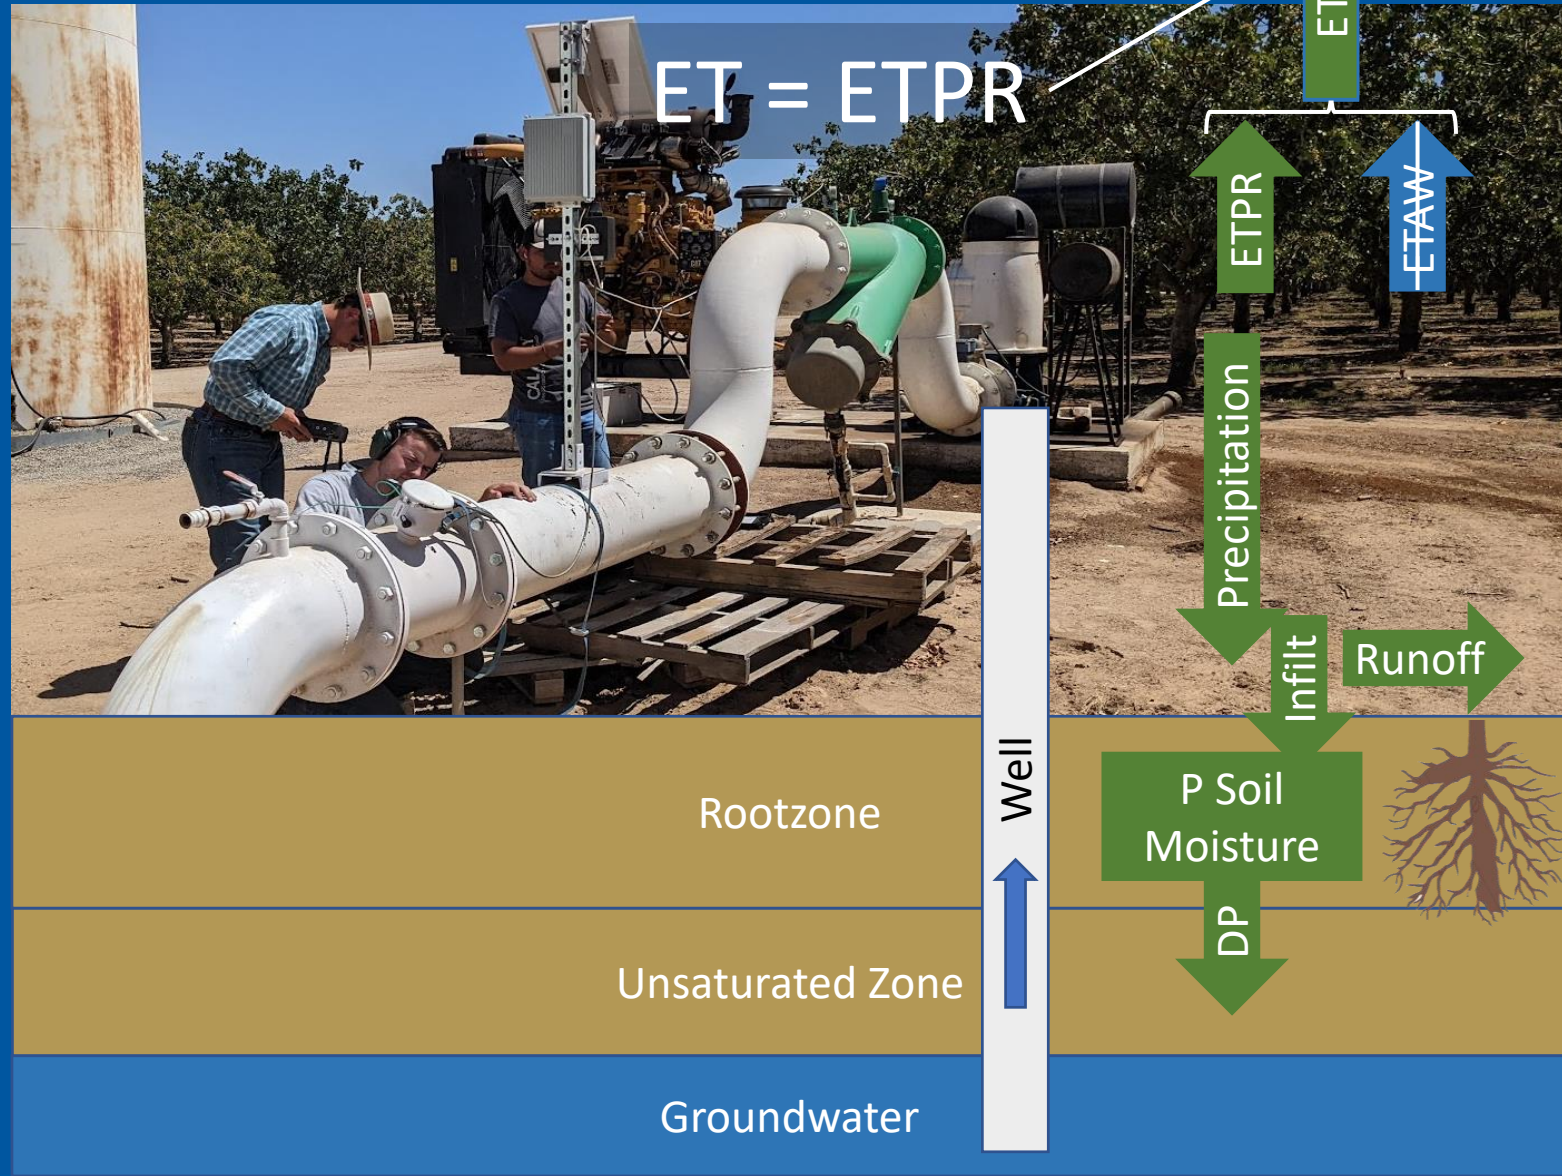 ET
ET = ETPR
ETPR
ETAW
Precipitation
Infilt
Runoff
Well
P Soil
Moisture
Rootzone
DP
Unsaturated Zone
Groundwater